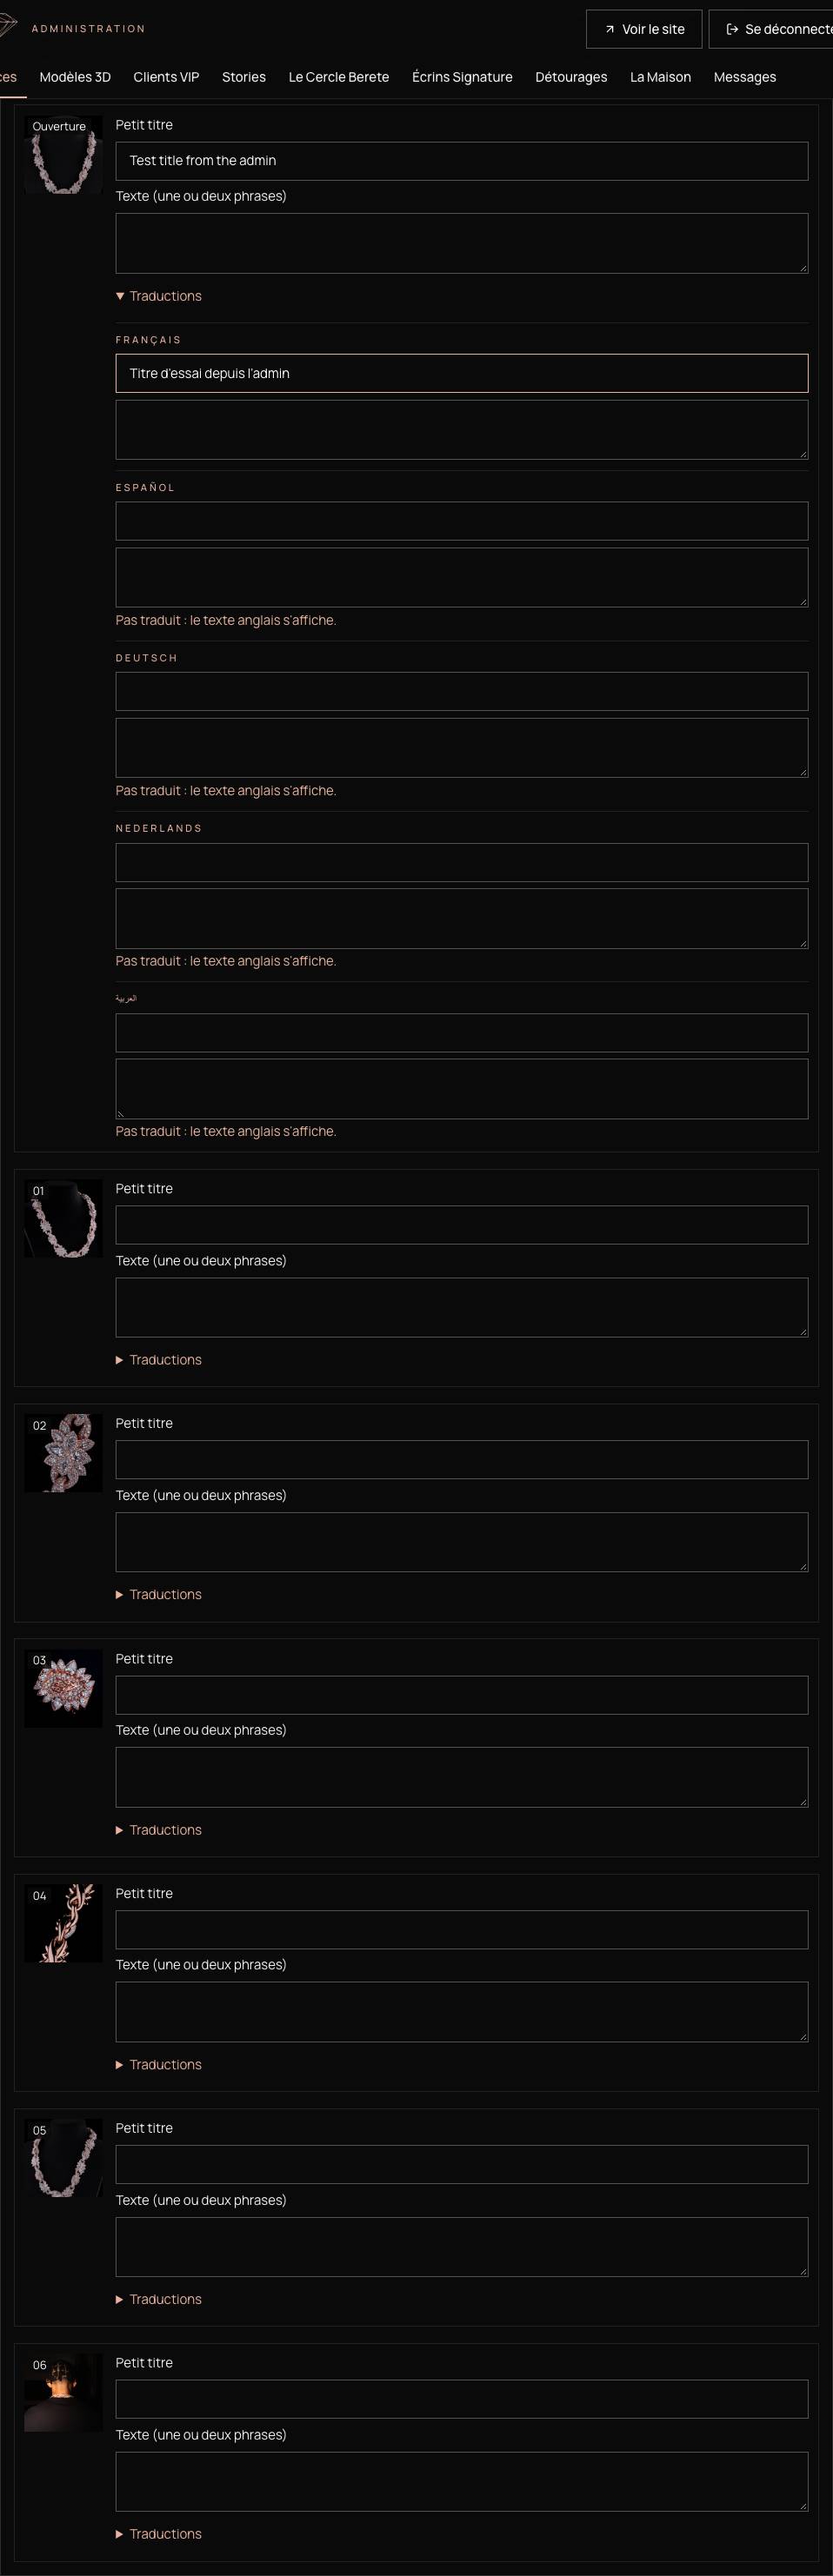 ADMINISTRATION
Voir le site
Se déconnecte
ces
Modèles 3D
Clients VIP
Stories
Le Cercle Berete
Écrins Signature
Détourages
La Maison
Messages
Ouverture
Petit titre
Test title from the admin
Texte (une ou deux phrases)
Traductions
FRANÇAIS
Titre d'essai depuis l'admin
ESPAÑOL
Pas traduit : le texte anglais s'affiche.
DEUTSCH
Pas traduit : le texte anglais s'affiche.
NEDERLANDS
Pas traduit : le texte anglais s'affiche.
العربية
Pas traduit : le texte anglais s'affiche.
01
Petit titre
Texte (une ou deux phrases)
Traductions
02
Petit titre
Texte (une ou deux phrases)
Traductions
03
Petit titre
Texte (une ou deux phrases)
Traductions
04
Petit titre
Texte (une ou deux phrases)
Traductions
05
Petit titre
Texte (une ou deux phrases)
Traductions
06
Petit titre
Texte (une ou deux phrases)
Traductions